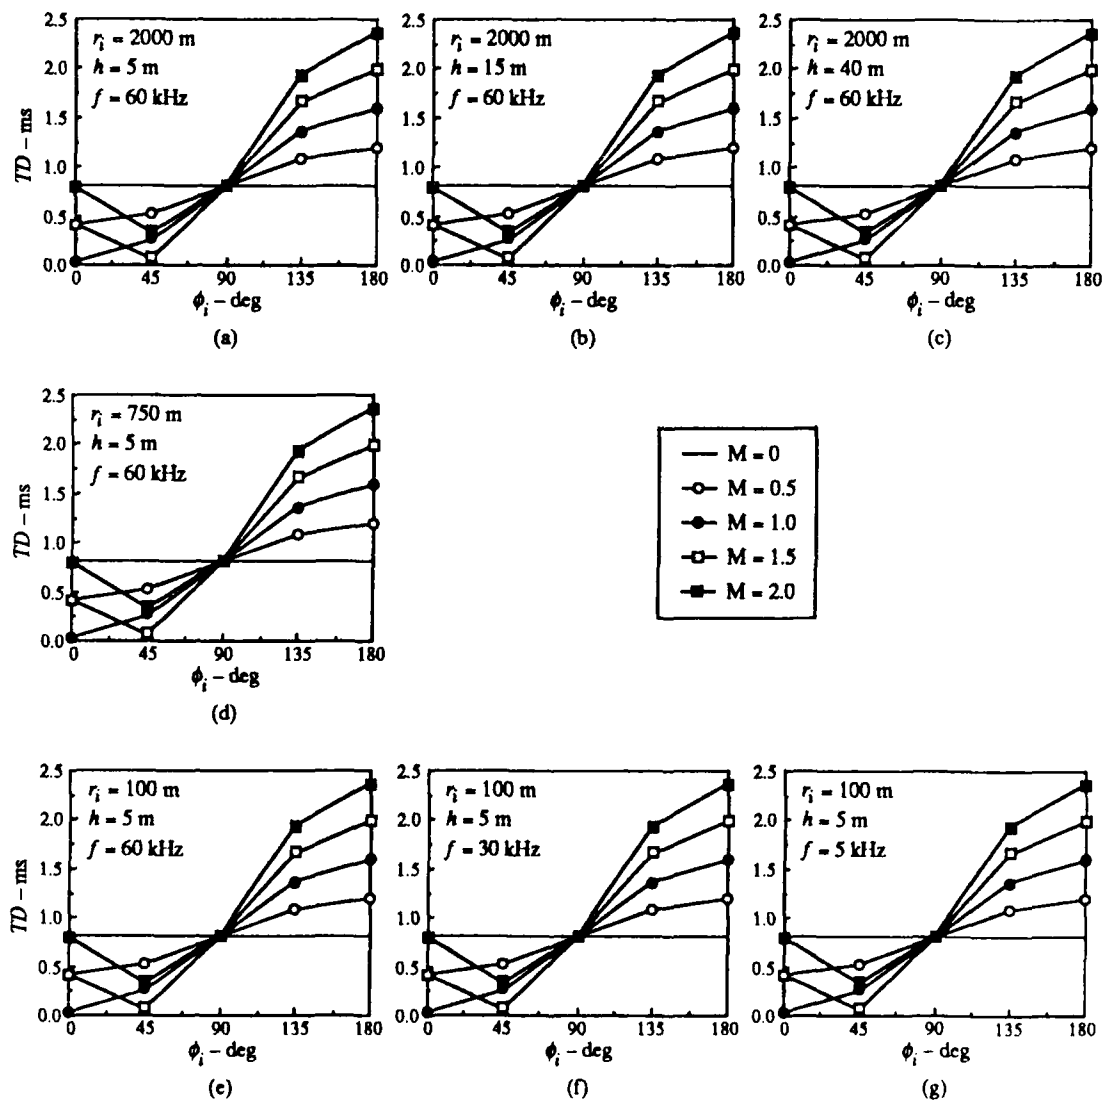 2.5
2.0
1.5
1.0
0.5
0.0
TD – ms
r_i = 2000 m
h = 5 m
f = 60 kHz
0 45 90 135 180
ϕ_i – deg
(a)
2.5
2.0
1.5
1.0
0.5
0.0
r_i = 2000 m
h = 15 m
f = 60 kHz
0 45 90 135 180
ϕ_i – deg
(b)
2.5
2.0
1.5
1.0
0.5
0.0
r_i = 2000 m
h = 40 m
f = 60 kHz
0 45 90 135 180
ϕ_i – deg
(c)
2.5
2.0
1.5
1.0
0.5
0.0
TD – ms
r_i = 750 m
h = 5 m
f = 60 kHz
0 45 90 135 180
ϕ_i – deg
(d)
M = 0
M = 0.5
M = 1.0
M = 1.5
M = 2.0
2.5
2.0
1.5
1.0
0.5
0.0
TD – ms
r_i = 100 m
h = 5 m
f = 60 kHz
0 45 90 135 180
ϕ_i – deg
(e)
2.5
2.0
1.5
1.0
0.5
0.0
r_i = 100 m
h = 5 m
f = 30 kHz
0 45 90 135 180
ϕ_i – deg
(f)
2.5
2.0
1.5
1.0
0.5
0.0
r_i = 100 m
h = 5 m
f = 5 kHz
0 45 90 135 180
ϕ_i – deg
(g)